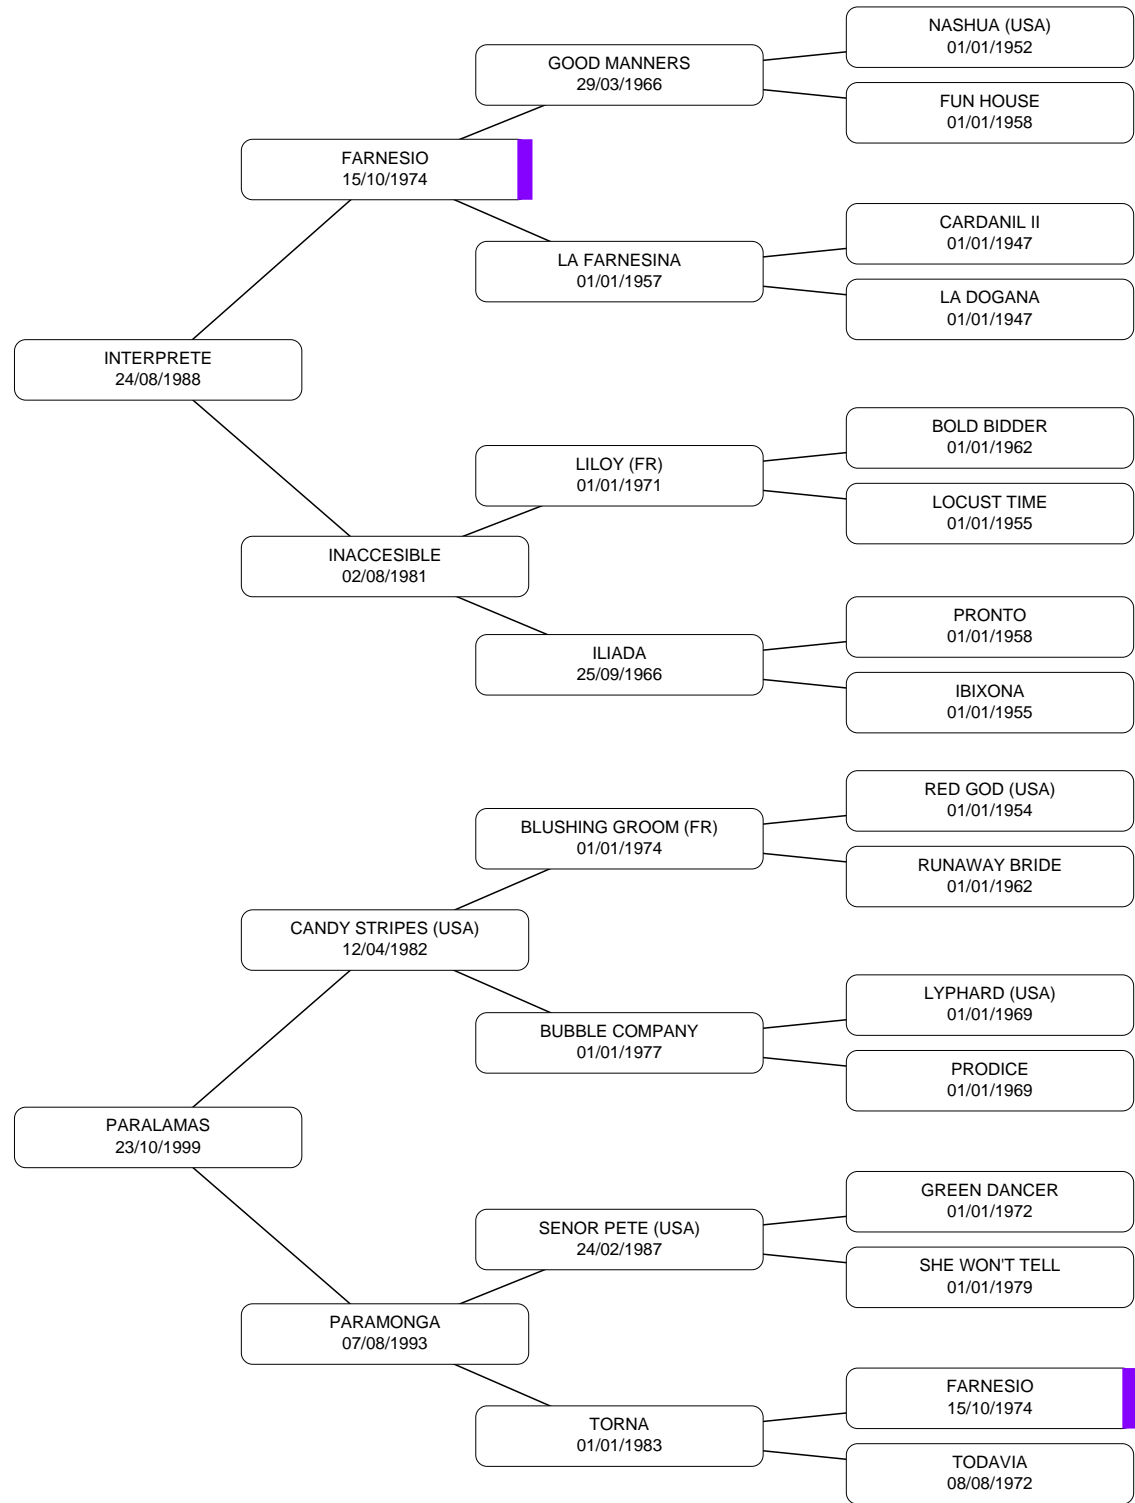 NASHUA (USA)
01/01/1952
GOOD MANNERS
29/03/1966
FUN HOUSE
01/01/1958
FARNESIO
15/10/1974
CARDANIL II
01/01/1947
LA FARNESINA
01/01/1957
LA DOGANA
01/01/1947
INTERPRETE
24/08/1988
BOLD BIDDER
01/01/1962
LILOY (FR)
01/01/1971
LOCUST TIME
01/01/1955
INACCESIBLE
02/08/1981
PRONTO
01/01/1958
ILIADA
25/09/1966
IBIXONA
01/01/1955
RED GOD (USA)
01/01/1954
BLUSHING GROOM (FR)
01/01/1974
RUNAWAY BRIDE
01/01/1962
CANDY STRIPES (USA)
12/04/1982
LYPHARD (USA)
01/01/1969
BUBBLE COMPANY
01/01/1977
PRODICE
01/01/1969
PARALAMAS
23/10/1999
GREEN DANCER
01/01/1972
SENOR PETE (USA)
24/02/1987
SHE WON'T TELL
01/01/1979
PARAMONGA
07/08/1993
FARNESIO
15/10/1974
TORNA
01/01/1983
TODAVIA
08/08/1972